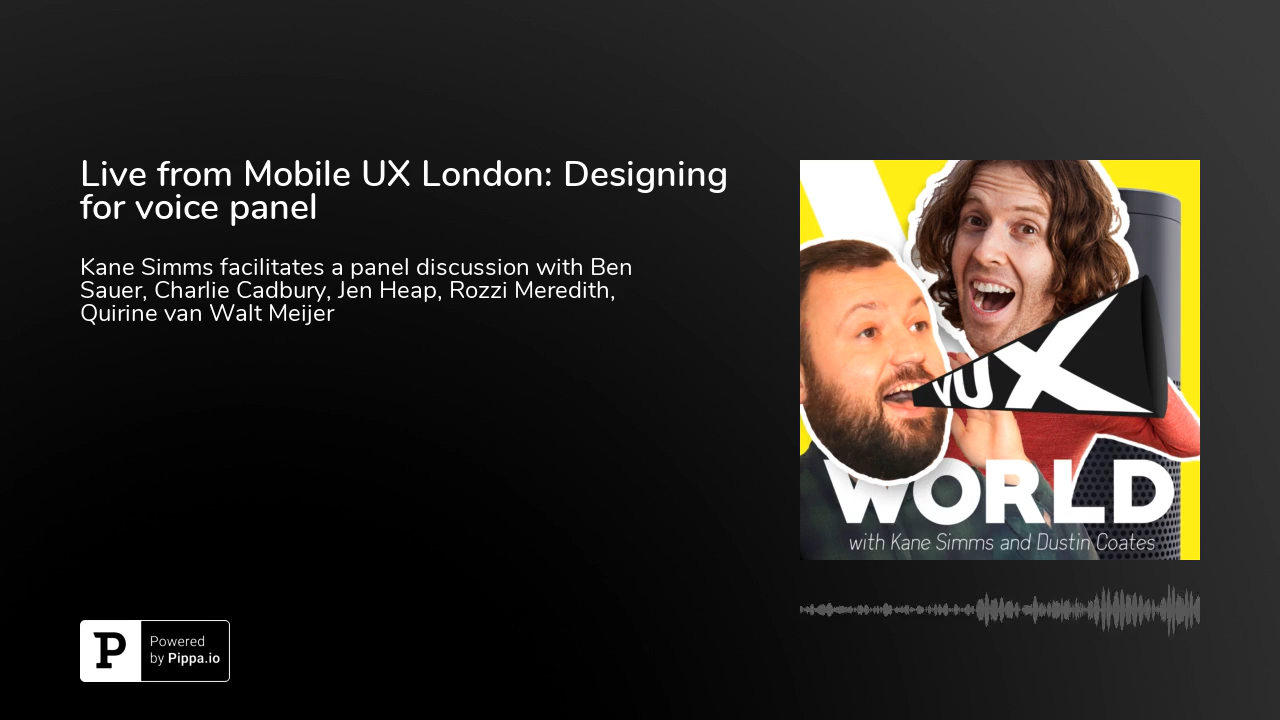 Live from Mobile UX London: Designing
for voice panel
Kane Simms facilitates a panel discussion with Ben
Sauer, Charlie Cadbury, Jen Heap, Rozzi Meredith,
Quirine van Walt Meijer
VUX
WORLD
with Kane Simms and Dustin Coates
P
Powered
by Pippa.io